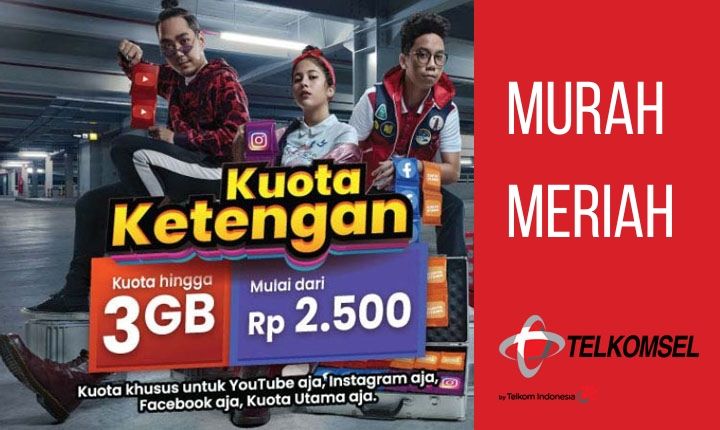 Kuota
Ketengan
Kuota hingga
3GB
Mulai dari
Rp 2.500
Kuota khusus untuk YouTube aja, Instagram aja,
Facebook aja, Kuota Utama aja.
MURAH
MERIAH
TELKOMSEL
by Telkom Indonesia